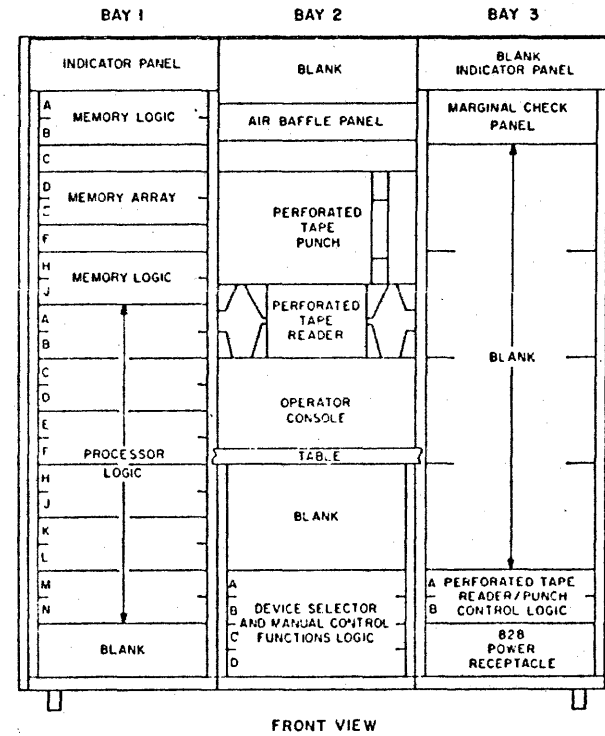 BAY 1
BAY 2
BAY 3
INDICATOR PANEL
A
B
MEMORY LOGIC
C
D
E
MEMORY ARRAY
F
H
J
MEMORY LOGIC
A
B
C
D
E
F
PROCESSOR
LOGIC
H
J
K
L
M
N
BLANK
BLANK
AIR BAFFLE PANEL
PERFORATED
TAPE
PUNCH
PERFORATED
TAPE
READER
OPERATOR
CONSOLE
TABLE
BLANK
A
B
C
D
DEVICE SELECTOR
AND MANUAL CONTROL
FUNCTIONS LOGIC
BLANK
INDICATOR PANEL
MARGINAL CHECK
PANEL
BLANK
A
B
PERFORATED TAPE
READER/PUNCH
CONTROL LOGIC
828
POWER
RECEPTACLE
FRONT VIEW